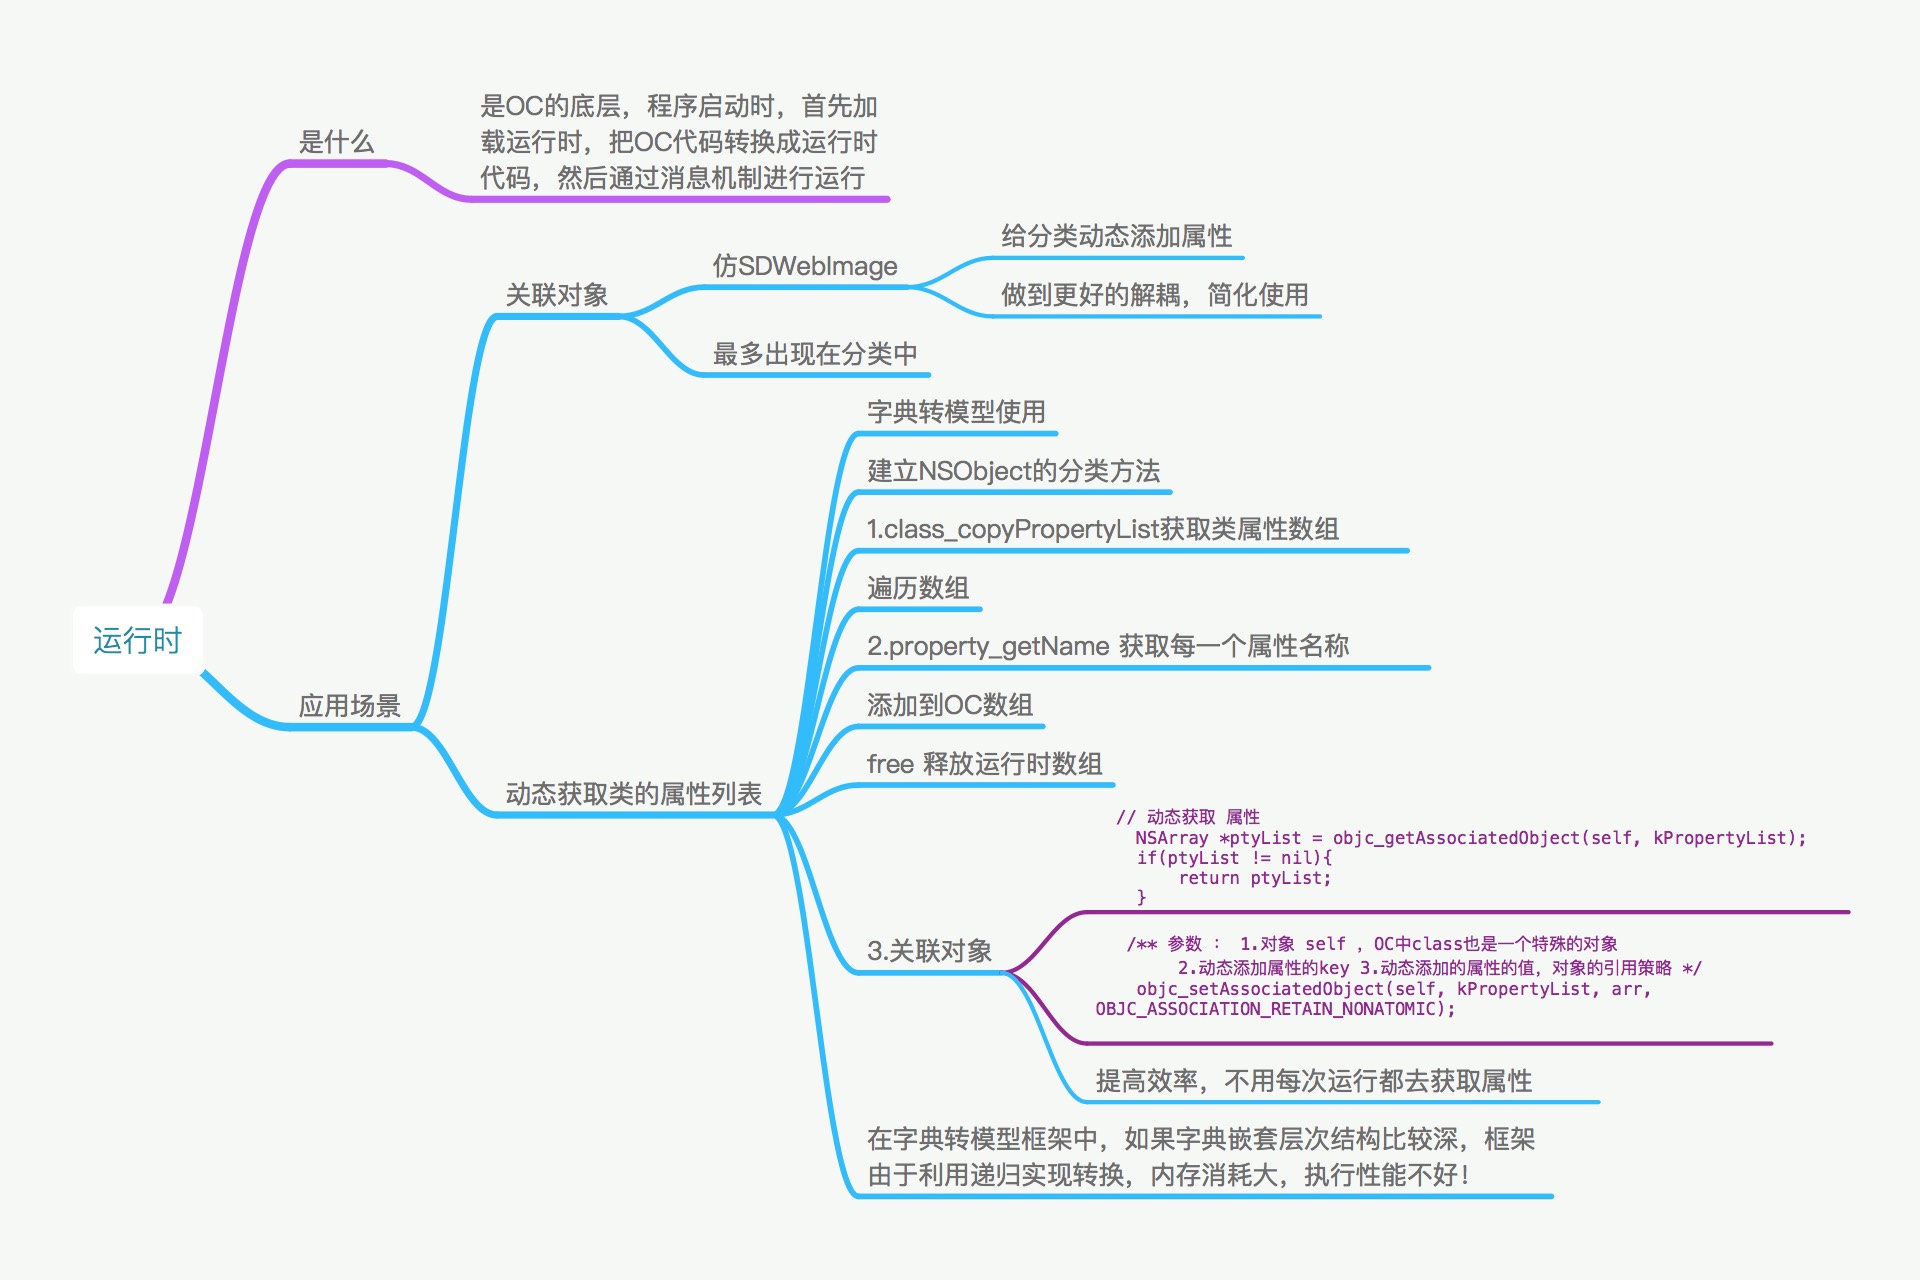 运行时
是什么
是OC的底层，程序启动时，首先加
载运行时，把OC代码转换成运行时
代码，然后通过消息机制进行运行
应用场景
关联对象
仿SDWebImage
给分类动态添加属性
做到更好的解耦，简化使用
最多出现在分类中
动态获取类的属性列表
字典转模型使用
建立NSObject的分类方法
1.class_copyPropertyList获取类属性数组
遍历数组
2.property_getName 获取每一个属性名称
添加到OC数组
free 释放运行时数组
3.关联对象
// 动态获取 属性
NSArray *ptyList = objc_getAssociatedObject(self, kPropertyList);
if(ptyList != nil){
return ptyList;
}
/** 参数 ： 1.对象 self ，OC中class也是一个特殊的对象
2.动态添加属性的key 3.动态添加的属性的值，对象的引用策略 */
objc_setAssociatedObject(self, kPropertyList, arr,
OBJC_ASSOCIATION_RETAIN_NONATOMIC);
提高效率，不用每次运行都去获取属性
在字典转模型框架中，如果字典嵌套层次结构比较深，框架
由于利用递归实现转换，内存消耗大，执行性能不好！